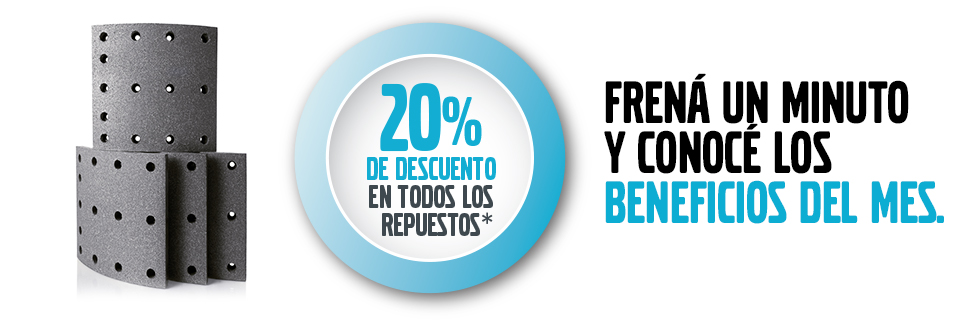 20%
DE DESCUENTO
EN TODOS LOS
REPUESTOS*
FRENÁ UN MINUTO
Y CONOCÉ LOS
BENEFICIOS DEL MES.